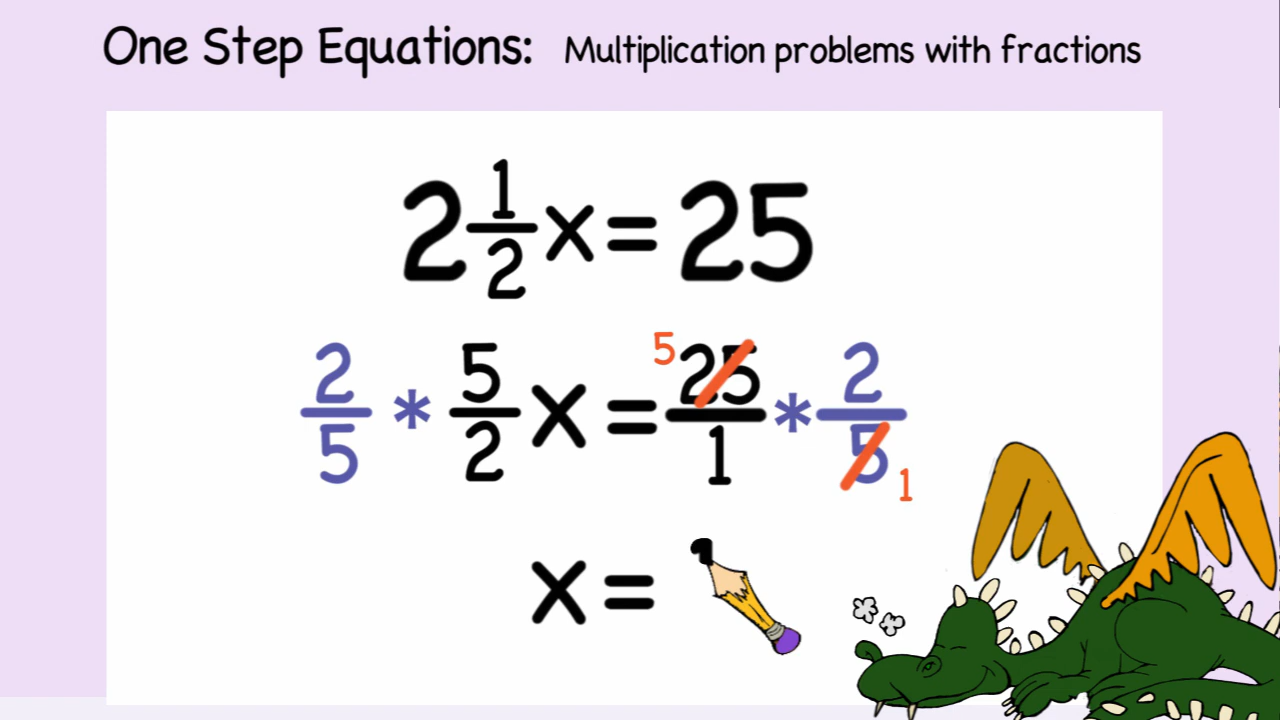 One Step Equations: Multiplication problems with fractions
2 1/2 x = 25
2/5 * 5/2 x = 5 25/1 * 2/5 1
x =